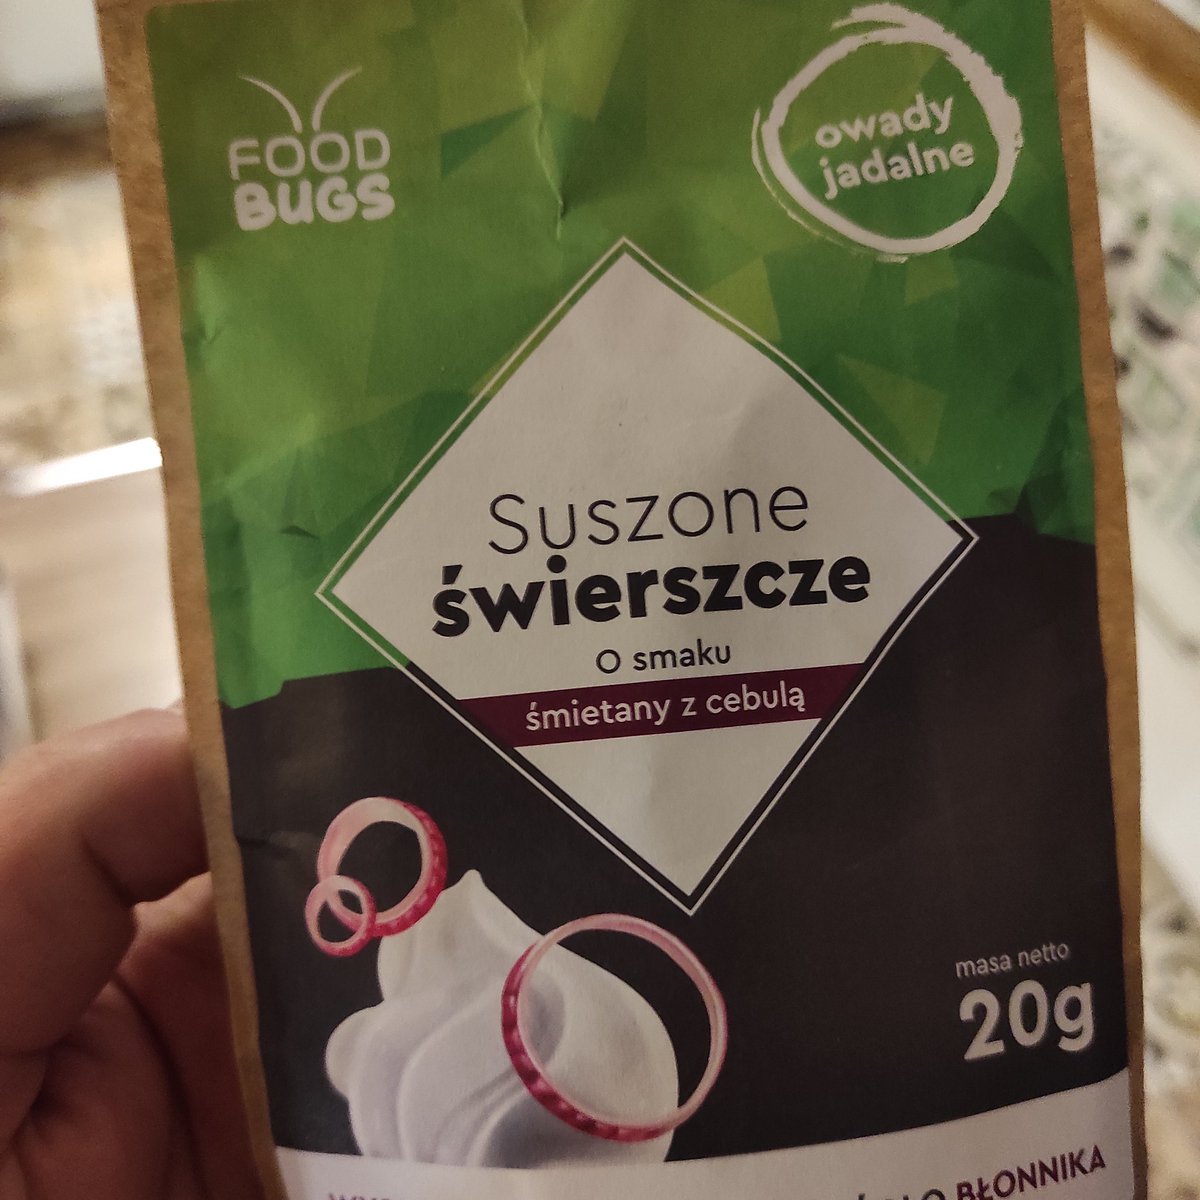 FOOD
BUGS
owady
jadalne
Suszone
świerszcze
o smaku
śmietany z cebulą
masa netto
20g
BŁONNIKA